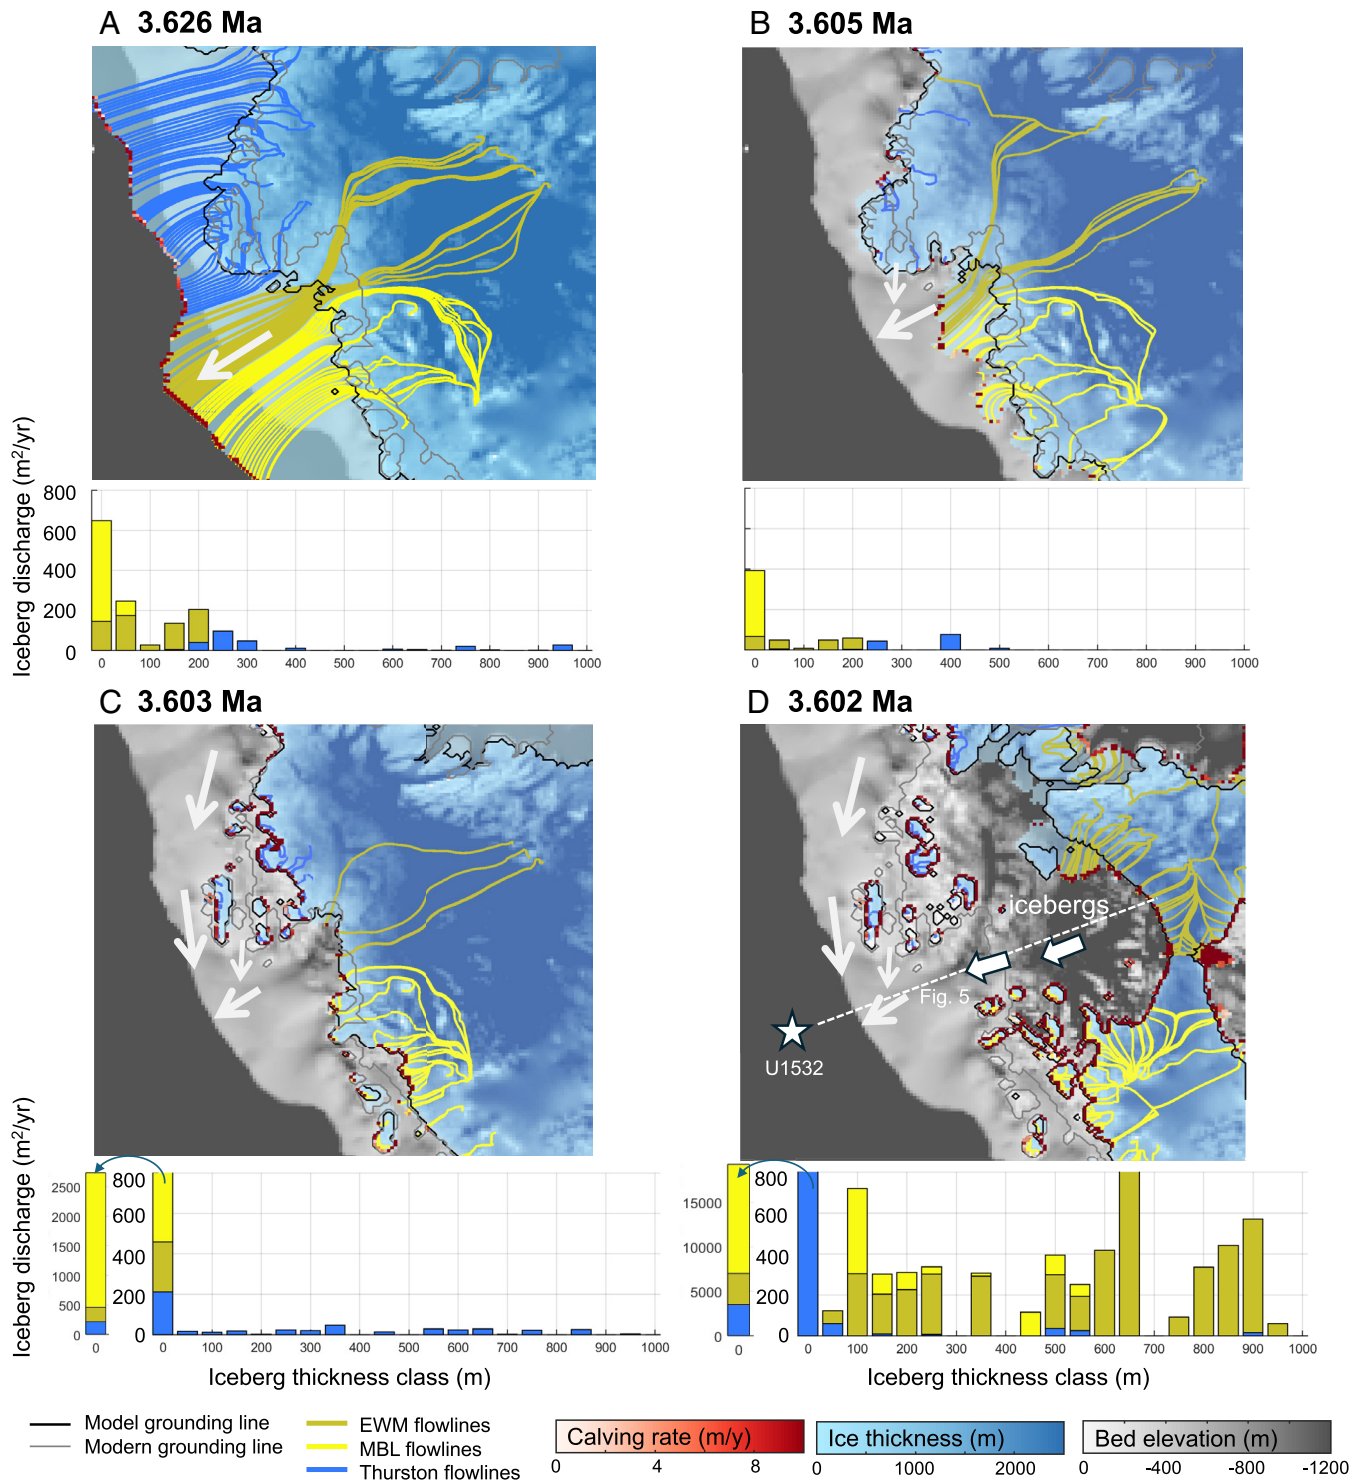 A 3.626 Ma
B 3.605 Ma
Iceberg discharge (m²/yr)
800
600
400
200
0
0 100 200 300 400 500 600 700 800 900 1000
0 100 200 300 400 500 600 700 800 900 1000
C 3.603 Ma
D 3.602 Ma
icebergs
Fig. 5
U1532
Iceberg discharge (m²/yr)
2500
2000
1500
1000
500
0
0
800
600
400
200
0
0 100 200 300 400 500 600 700 800 900 1000
Iceberg thickness class (m)
15000
10000
5000
0
0
800
600
400
200
0
0 100 200 300 400 500 600 700 800 900 1000
Iceberg thickness class (m)
Model grounding line
Modern grounding line
EWM flowlines
MBL flowlines
Thurston flowlines
Calving rate (m/y)
0 4 8
Ice thickness (m)
0 1000 2000
Bed elevation (m)
0 -400 -800 -1200